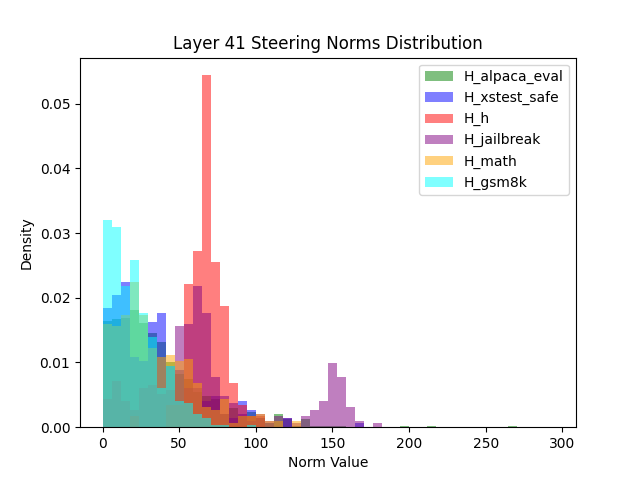 Layer 41 Steering Norms Distribution
H_alpaca_eval
H_xstest_safe
H_h
H_jailbreak
H_math
H_gsm8k
Density
0.05
0.04
0.03
0.02
0.01
0.00
0
50
100
150
200
250
300
Norm Value